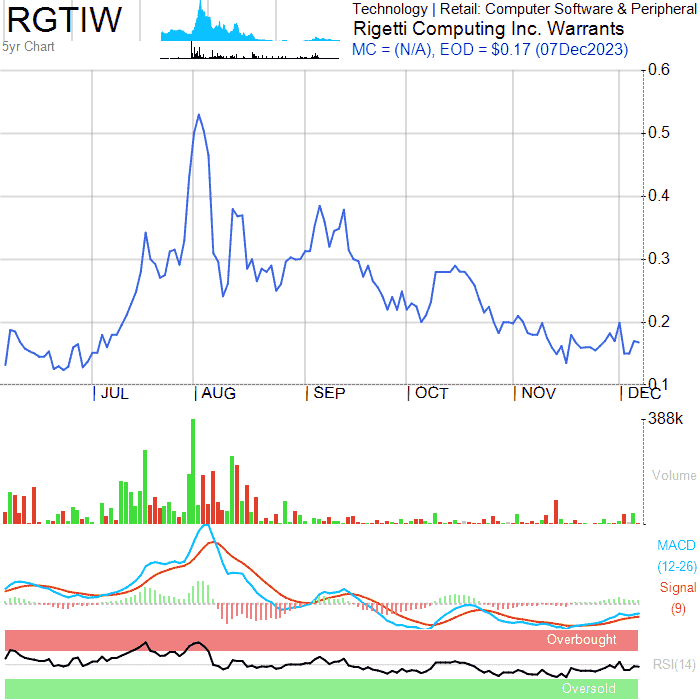 RGTIW
5yr Chart
Technology | Retail: Computer Software & Peripheral
Rigetti Computing Inc. Warrants
MC = (N/A), EOD = $0.17 (07Dec2023)
0.6
0.5
0.4
0.3
0.2
0.1
JUL AUG SEP OCT NOV DEC
388k
Volume
MACD
(12-26)
Signal
(9)
Overbought
RSI(14)
Oversold